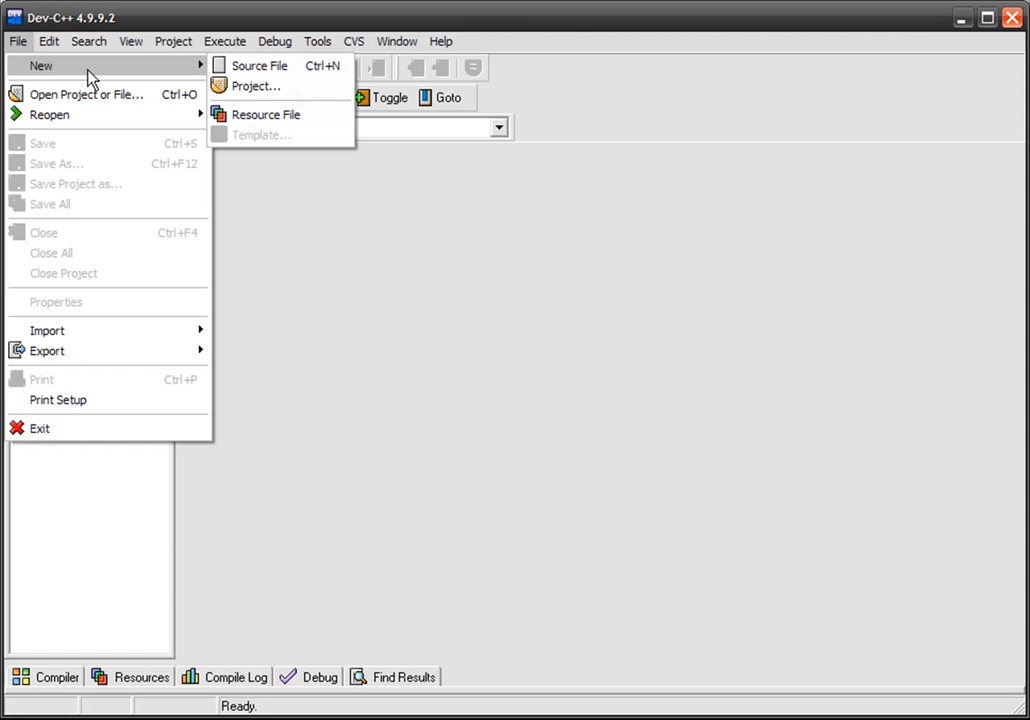 Dev-C++ 4.9.9.2
File Edit Search View Project Execute Debug Tools CVS Window Help
New
Source File Ctrl+N
Project...
Open Project or File... Ctrl+O
Toggle Goto
Reopen
Resource File
Template...
Save Ctrl+S
Save As... Ctrl+F12
Save Project as...
Save All
Close Ctrl+F4
Close All
Close Project
Properties
Import
Export
Print Ctrl+P
Print Setup
Exit
Compiler Resources Compile Log Debug Find Results
Ready.